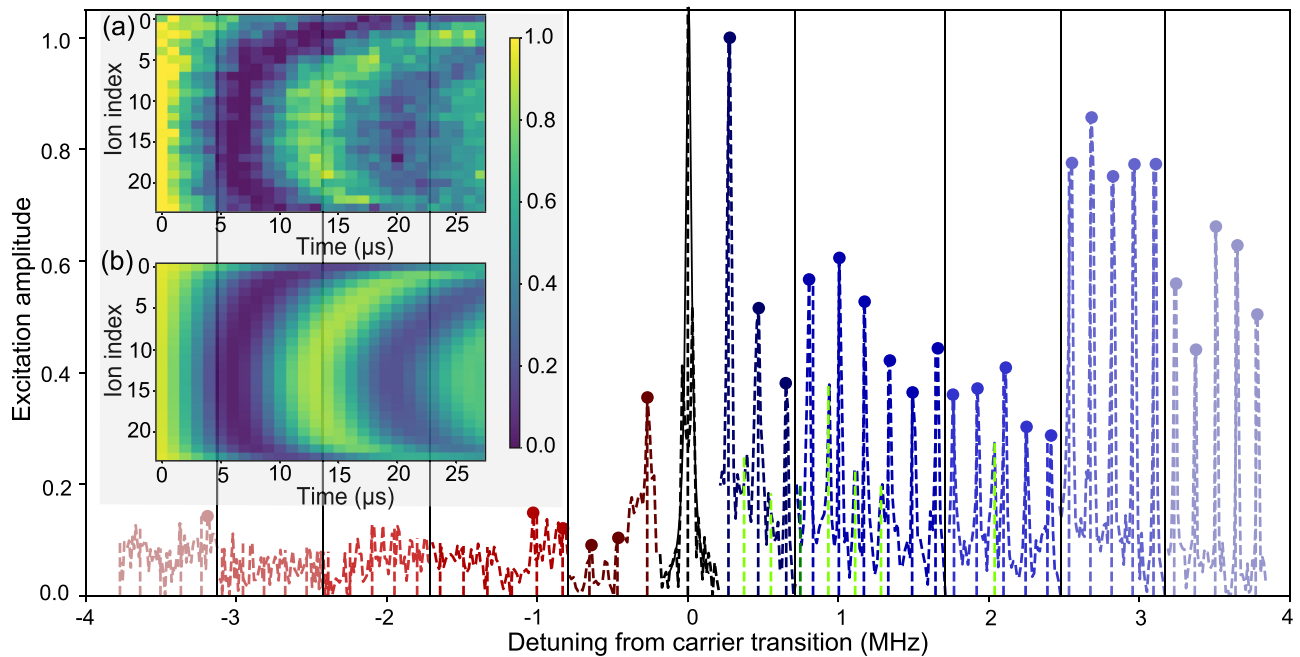 (a)
0
5
10
15
20
Ion index
0 5 10 15 20 25
Time (µs)
(b)
0
5
10
15
20
Ion index
0 5 10 15 20 25
Time (µs)
1.0
0.8
0.6
0.4
0.2
0.0
1.0
0.8
0.6
0.4
0.2
0.0
Excitation amplitude
-4 -3 -2 -1 0 1 2 3 4
Detuning from carrier transition (MHz)